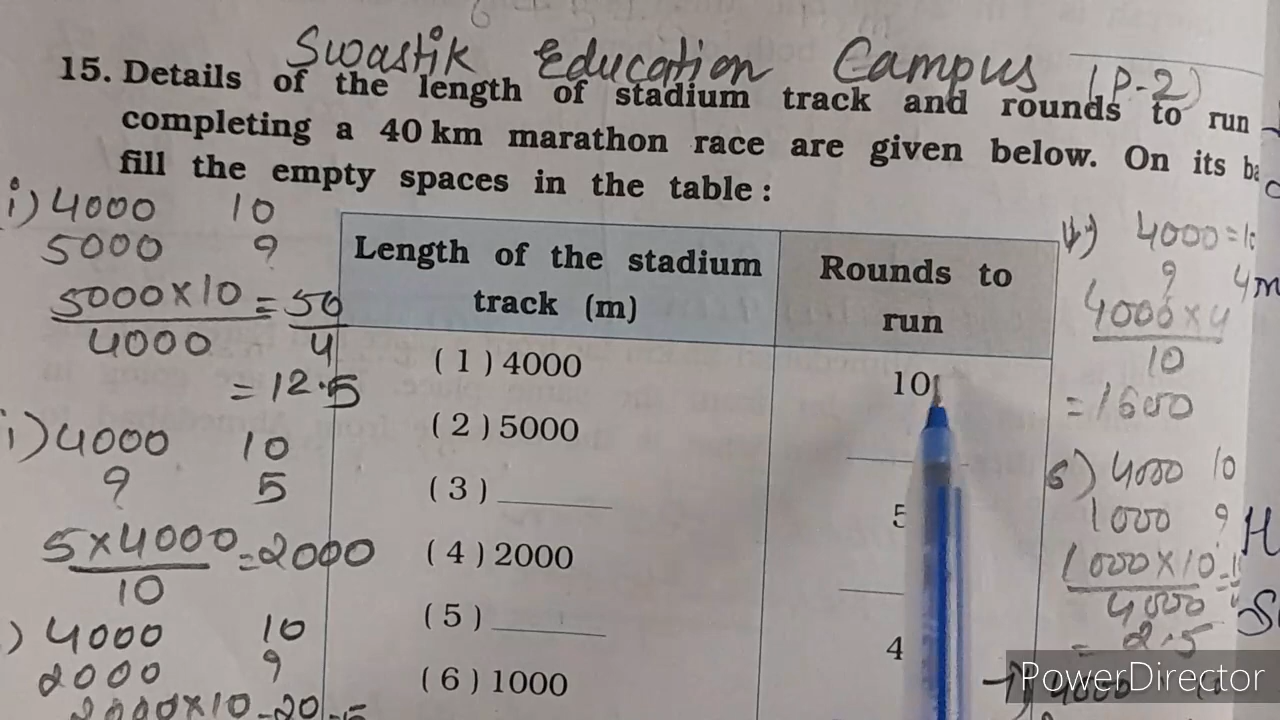 Swastik Education Campus (P-2)
15. Details of the length of stadium track and rounds to run
completing a 40 km marathon race are given below. On its
fill the empty spaces in the table :
i) 4000 10
5000 ?
5000×10 = 50
4000 4
= 12.5
i) 4000 10
? 5
5×4000 = 2000
10
) 4000 10
2000 ?
2000×10
Length of the stadium track (m)
Rounds to run
( 1 ) 4000
10
( 2 ) 5000
( 3 ) ______
5
( 4 ) 2000
( 5 ) ______
4
( 6 ) 1000
4000 = 10
? 4
4000×4
10
= 1600
4000 10
1000 ?
1000×10
4000
= 2.5
4000
PowerDirector